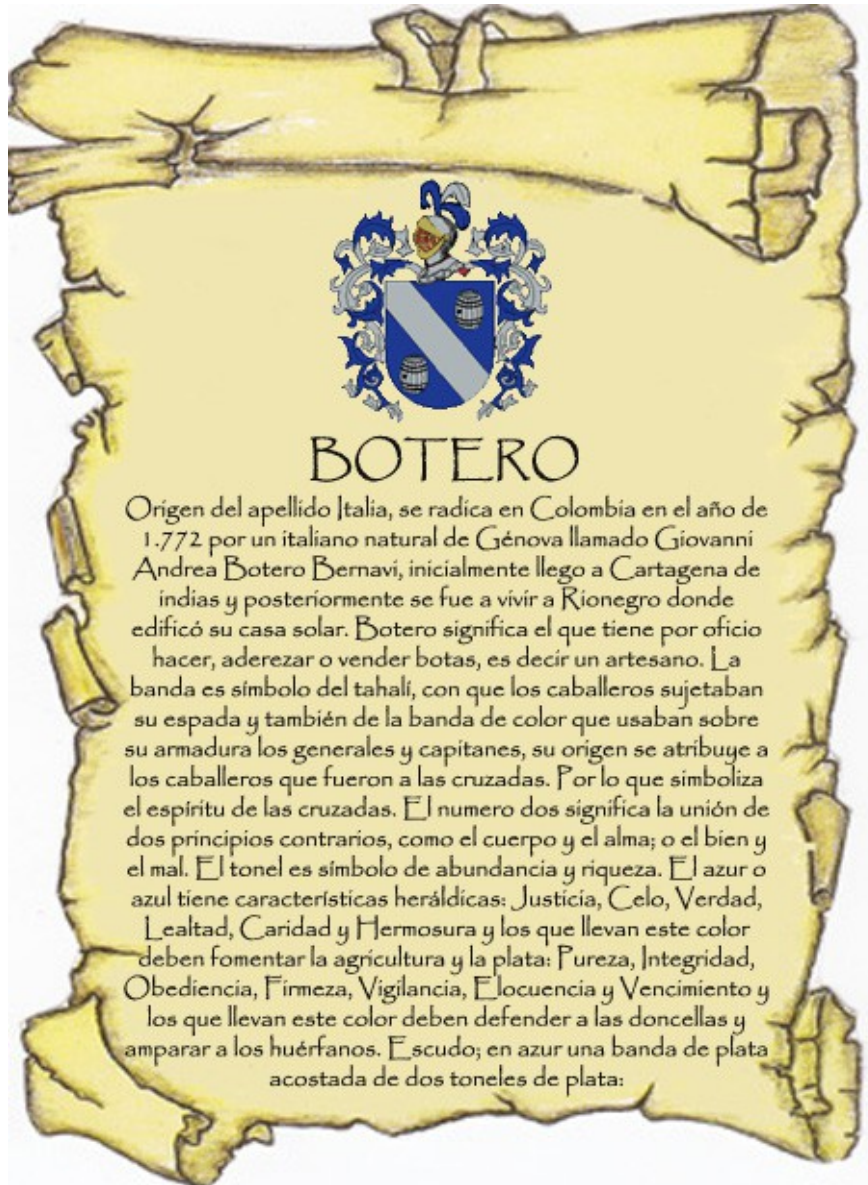 BOTERO
Origen del apellido Italia, se radica en Colombia en el año de
1.772 por un italiano natural de Génova llamado Giovanni
Andrea Botero Bernavi, inicialmente llego a Cartagena de
indias y posteriormente se fue a vivir a Rionegro donde
edificó su casa solar. Botero significa el que tiene por oficio
hacer, aderezar o vender botas, es decir un artesano. La
banda es símbolo del tahalí, con que los caballeros sujetaban
su espada y también de la banda de color que usaban sobre
su armadura los generales y capitanes, su origen se atribuye a
los caballeros que fueron a las cruzadas. Por lo que simboliza
el espíritu de las cruzadas. El numero dos significa la unión de
dos principios contrarios, como el cuerpo y el alma; o el bien y
el mal. El tonel es símbolo de abundancia y riqueza. El azur o
azul tiene características heráldicas: Justicia, Celo, Verdad,
Lealtad, Caridad y Hermosura y los que llevan este color
deben fomentar la agricultura y la plata: Pureza, Integridad,
Obediencia, Firmeza, Vigilancia, Elocuencia y Vencimiento y
los que llevan este color deben defender a las doncellas y
amparar a los huérfanos. Escudo; en azur una banda de plata
acostada de dos toneles de plata: